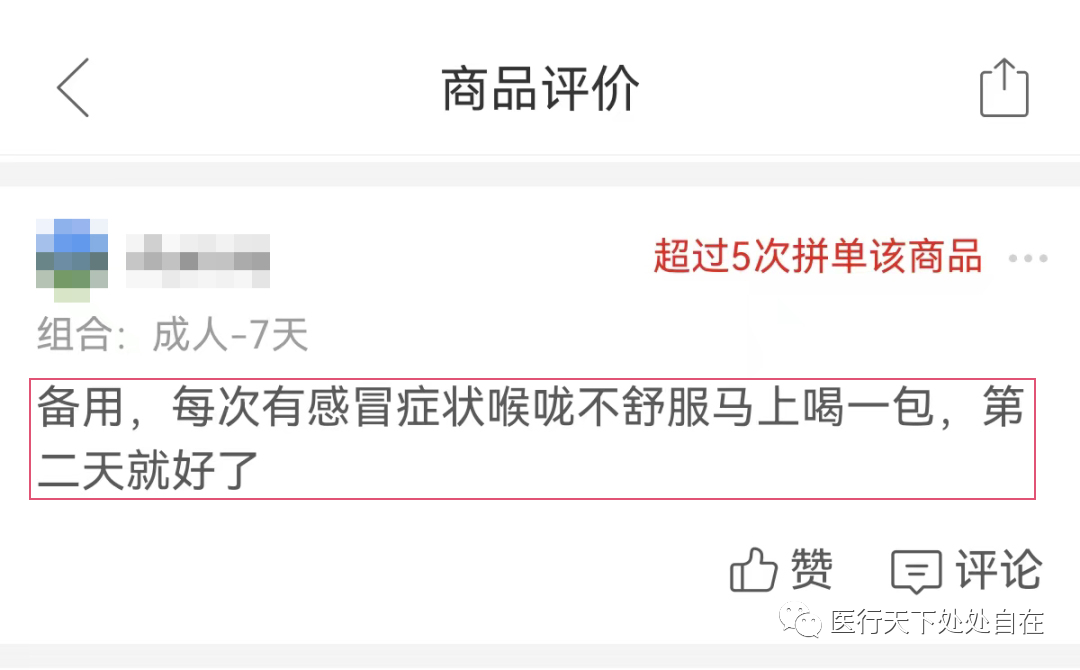 商品评价
超过5次拼单该商品
组合：成人-7天
备用，每次有感冒症状喉咙不舒服马上喝一包，第
二天就好了
赞 评论
医行天下处处自在